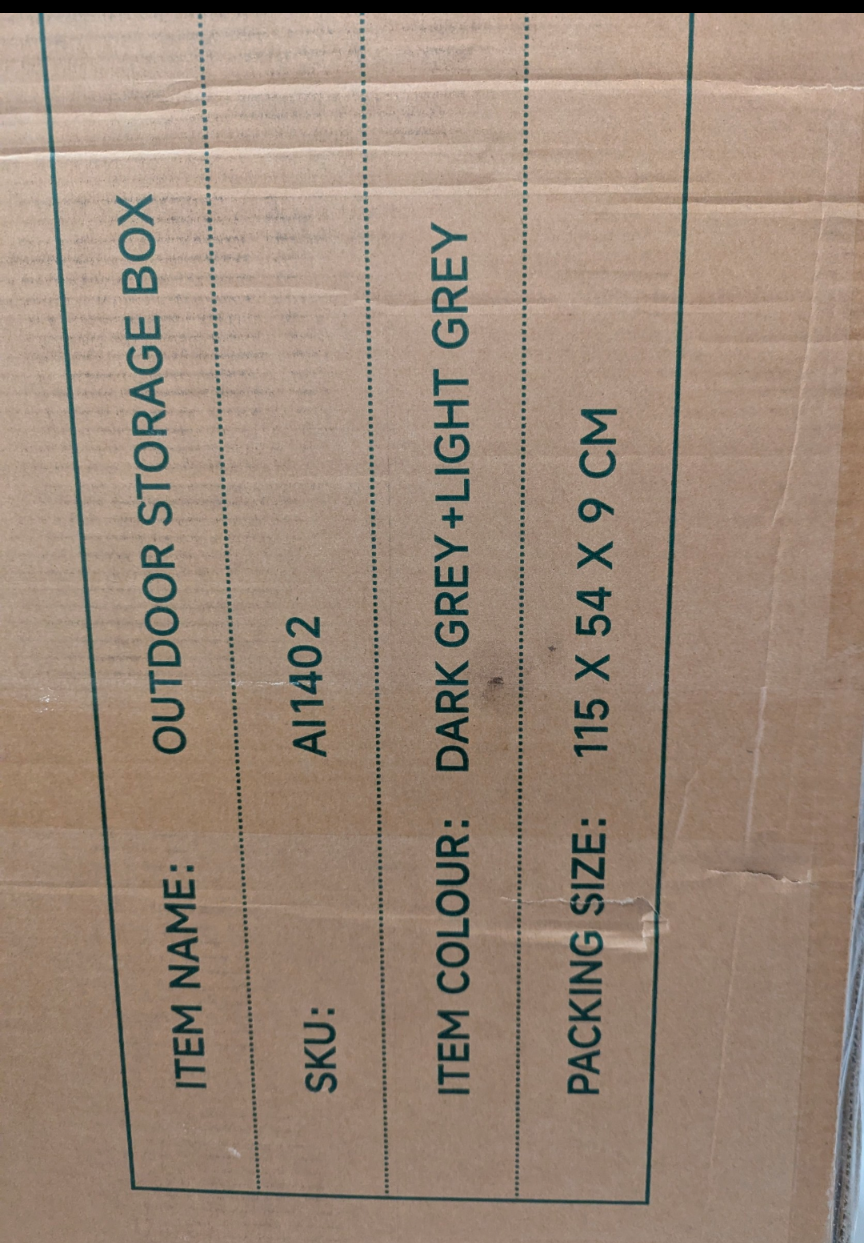 ITEM NAME: OUTDOOR STORAGE BOX
SKU: AI1402
ITEM COLOUR: DARK GREY+LIGHT GREY
PACKING SIZE: 115 X 54 X 9 CM